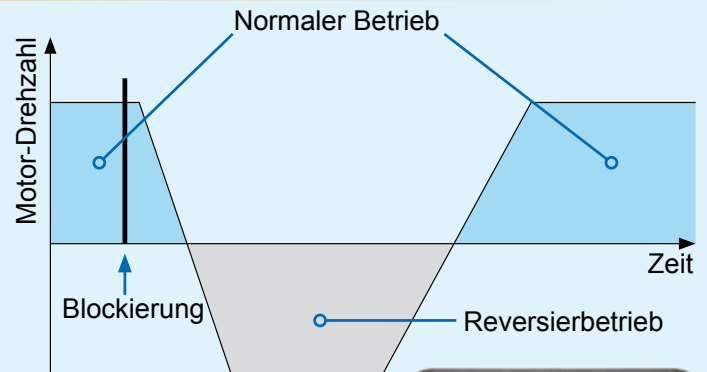 Normaler Betrieb
Motor-Drehzahl
Zeit
Blockierung
Reversierbetrieb